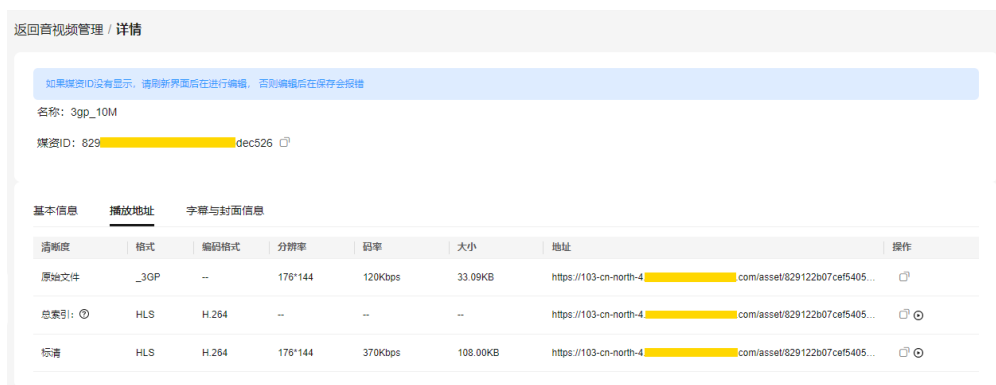 返回音视频管理 / 详情
如果媒资ID没有显示，请刷新界面后在进行编辑， 否则编辑后在保存会报错
名称：3gp_10M
媒资ID：829 dec526
基本信息 播放地址 字幕与封面信息
清晰度 格式 编码格式 分辨率 码率 大小 地址 操作
原始文件 _3GP -- 176*144 120Kbps 33.09KB https://103-cn-north-4. .com/asset/829122b07cef5405...
总索引: HLS H.264 -- -- -- https://103-cn-north-4. .com/asset/829122b07cef5405...
标清 HLS H.264 176*144 370Kbps 108.00KB https://103-cn-north-4. .com/asset/829122b07cef5405...